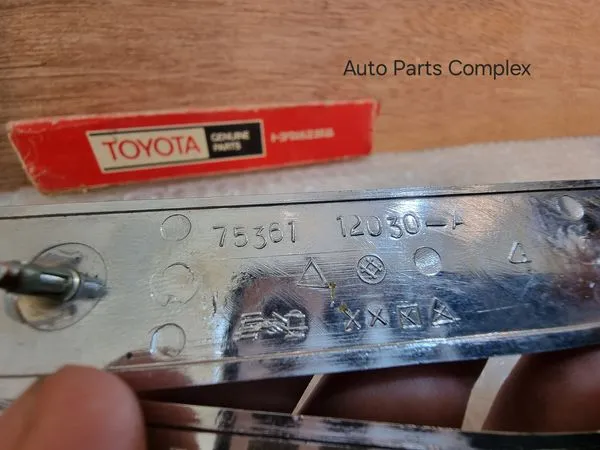 Auto Parts Complex
TOYOTA
GENUINE
PARTS
75361 12030-A